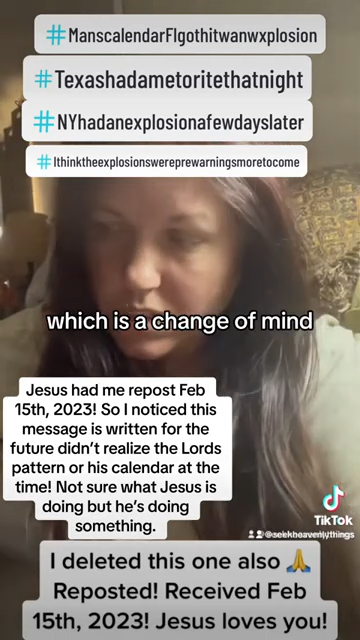 #ManscalendarFIgothitwanwxplosion
#Texashadametoritethatnight
#NYhadanexplosionafewdayslater
#Ithinktheexplosionswereprewarningsmoretocome
which is a change of mind
Jesus had me repost Feb
15th, 2023! So I noticed this
message is written for the
future didn’t realize the Lords
pattern or his calendar at the
time! Not sure what Jesus is
doing but he’s doing
something.
TikTok
@seekheavenlythings
I deleted this one also 🙏
Reposted! Received Feb
15th, 2023! Jesus loves you!